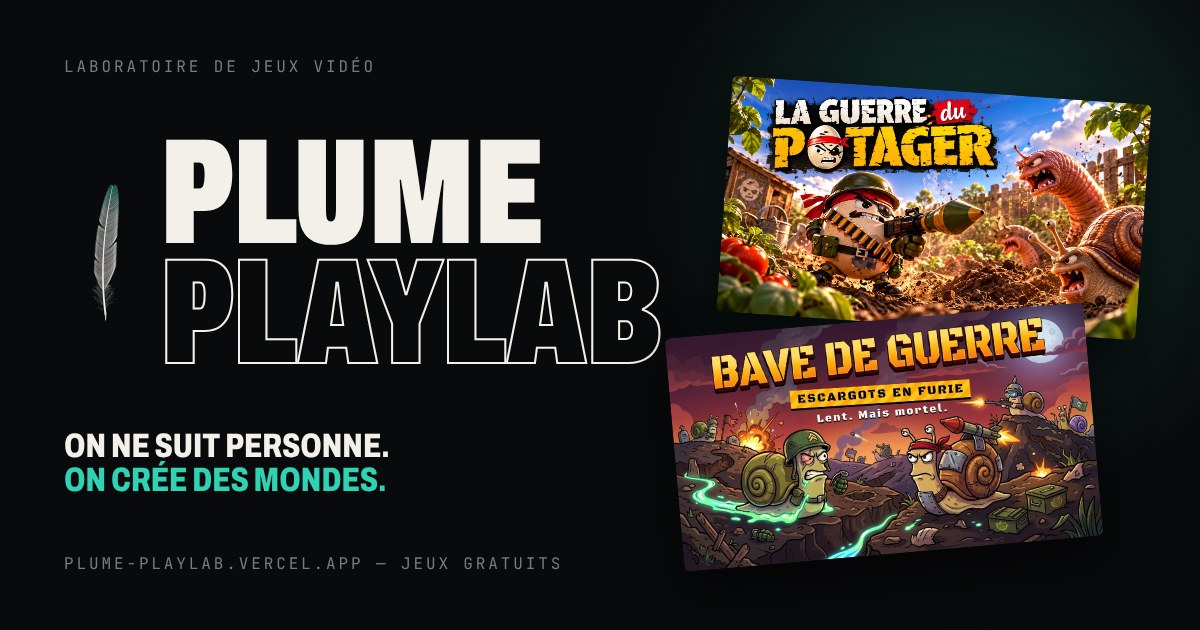 LABORATOIRE DE JEUX VIDÉO
PLUME
PLAYLAB
ON NE SUIT PERSONNE.
ON CRÉE DES MONDES.
PLUME-PLAYLAB.VERCEL.APP — JEUX GRATUITS
LA GUERRE du
POTAGER
BAVE DE GUERRE
ESCARGOTS EN FURIE
Lent. Mais mortel.